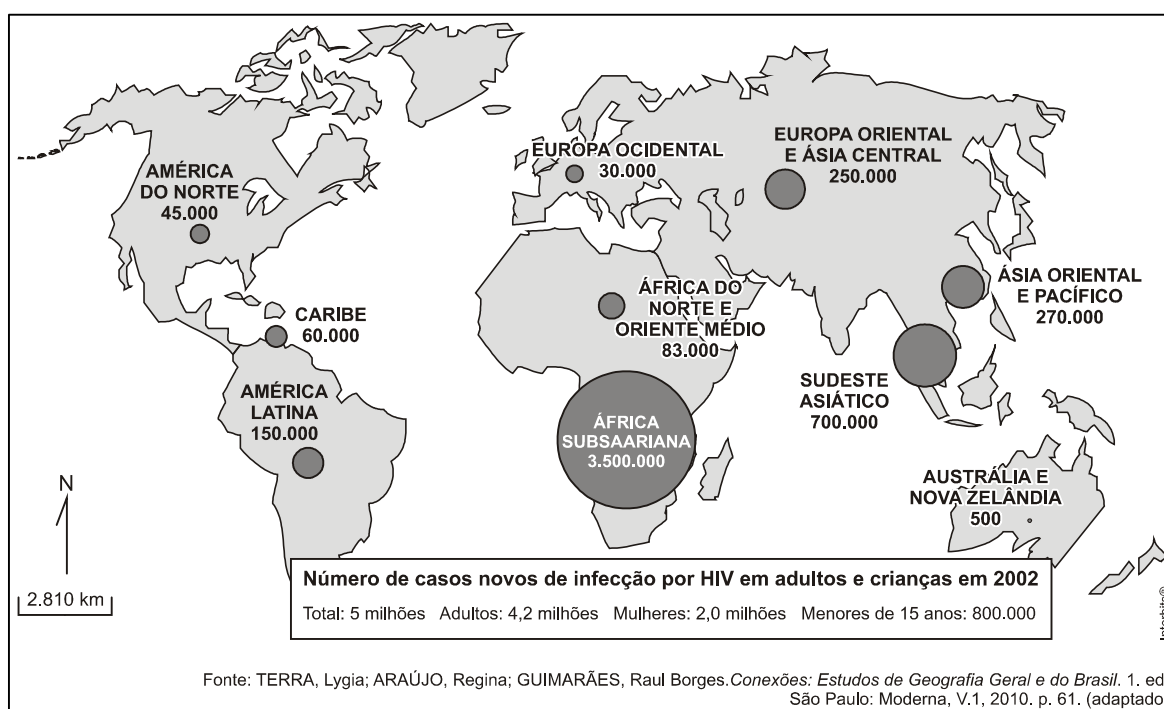 AMÉRICA
DO NORTE
45.000
CARIBE
60.000
AMÉRICA
LATINA
150.000
EUROPA OCIDENTAL
30.000
EUROPA ORIENTAL
E ÁSIA CENTRAL
250.000
ÁFRICA DO
NORTE E
ORIENTE MÉDIO
83.000
ÁFRICA
SUBSAARIANA
3.500.000
ÁSIA ORIENTAL
E PACÍFICO
270.000
SUDESTE
ASIÁTICO
700.000
AUSTRÁLIA E
NOVA ZELÂNDIA
500
N
2.810 km
Número de casos novos de infecção por HIV em adultos e crianças em 2002
Total: 5 milhões Adultos: 4,2 milhões Mulheres: 2,0 milhões Menores de 15 anos: 800.000
Fonte: TERRA, Lygia; ARAÚJO, Regina; GUIMARÃES, Raul Borges.Conexões: Estudos de Geografia Geral e do Brasil. 1. ed
São Paulo: Moderna, V.1, 2010. p. 61. (adaptado